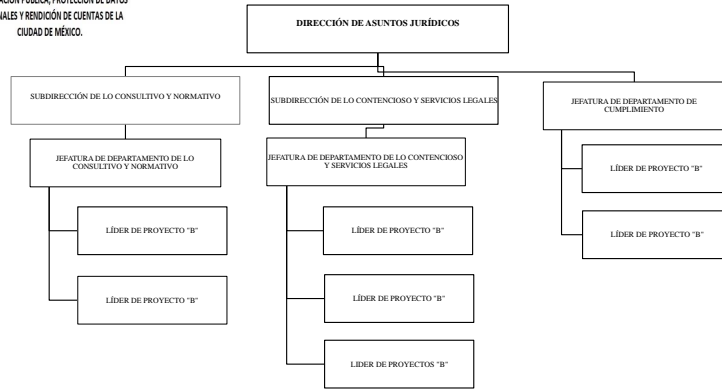 ACIÓN PÚBLICA, PROTECCIÓN DE DATOS
NALES Y RENDICIÓN DE CUENTAS DE LA
CIUDAD DE MÉXICO.
DIRECCIÓN DE ASUNTOS JURÍDICOS
SUBDIRECCIÓN DE LO CONSULTIVO Y NORMATIVO
SUBDIRECCIÓN DE LO CONTENCIOSO Y SERVICIOS LEGALES
JEFATURA DE DEPARTAMENTO DE
CUMPLIMIENTO
JEFATURA DE DEPARTAMENTO DE LO
CONSULTIVO Y NORMATIVO
JEFATURA DE DEPARTAMENTO DE LO CONTENCIOSO
Y SERVICIOS LEGALES
LÍDER DE PROYECTO "B"
LÍDER DE PROYECTO "B"
LÍDER DE PROYECTO "B"
LÍDER DE PROYECTO "B"
LÍDER DE PROYECTO "B"
LÍDER DE PROYECTO "B"
LIDER DE PROYECTOS "B"